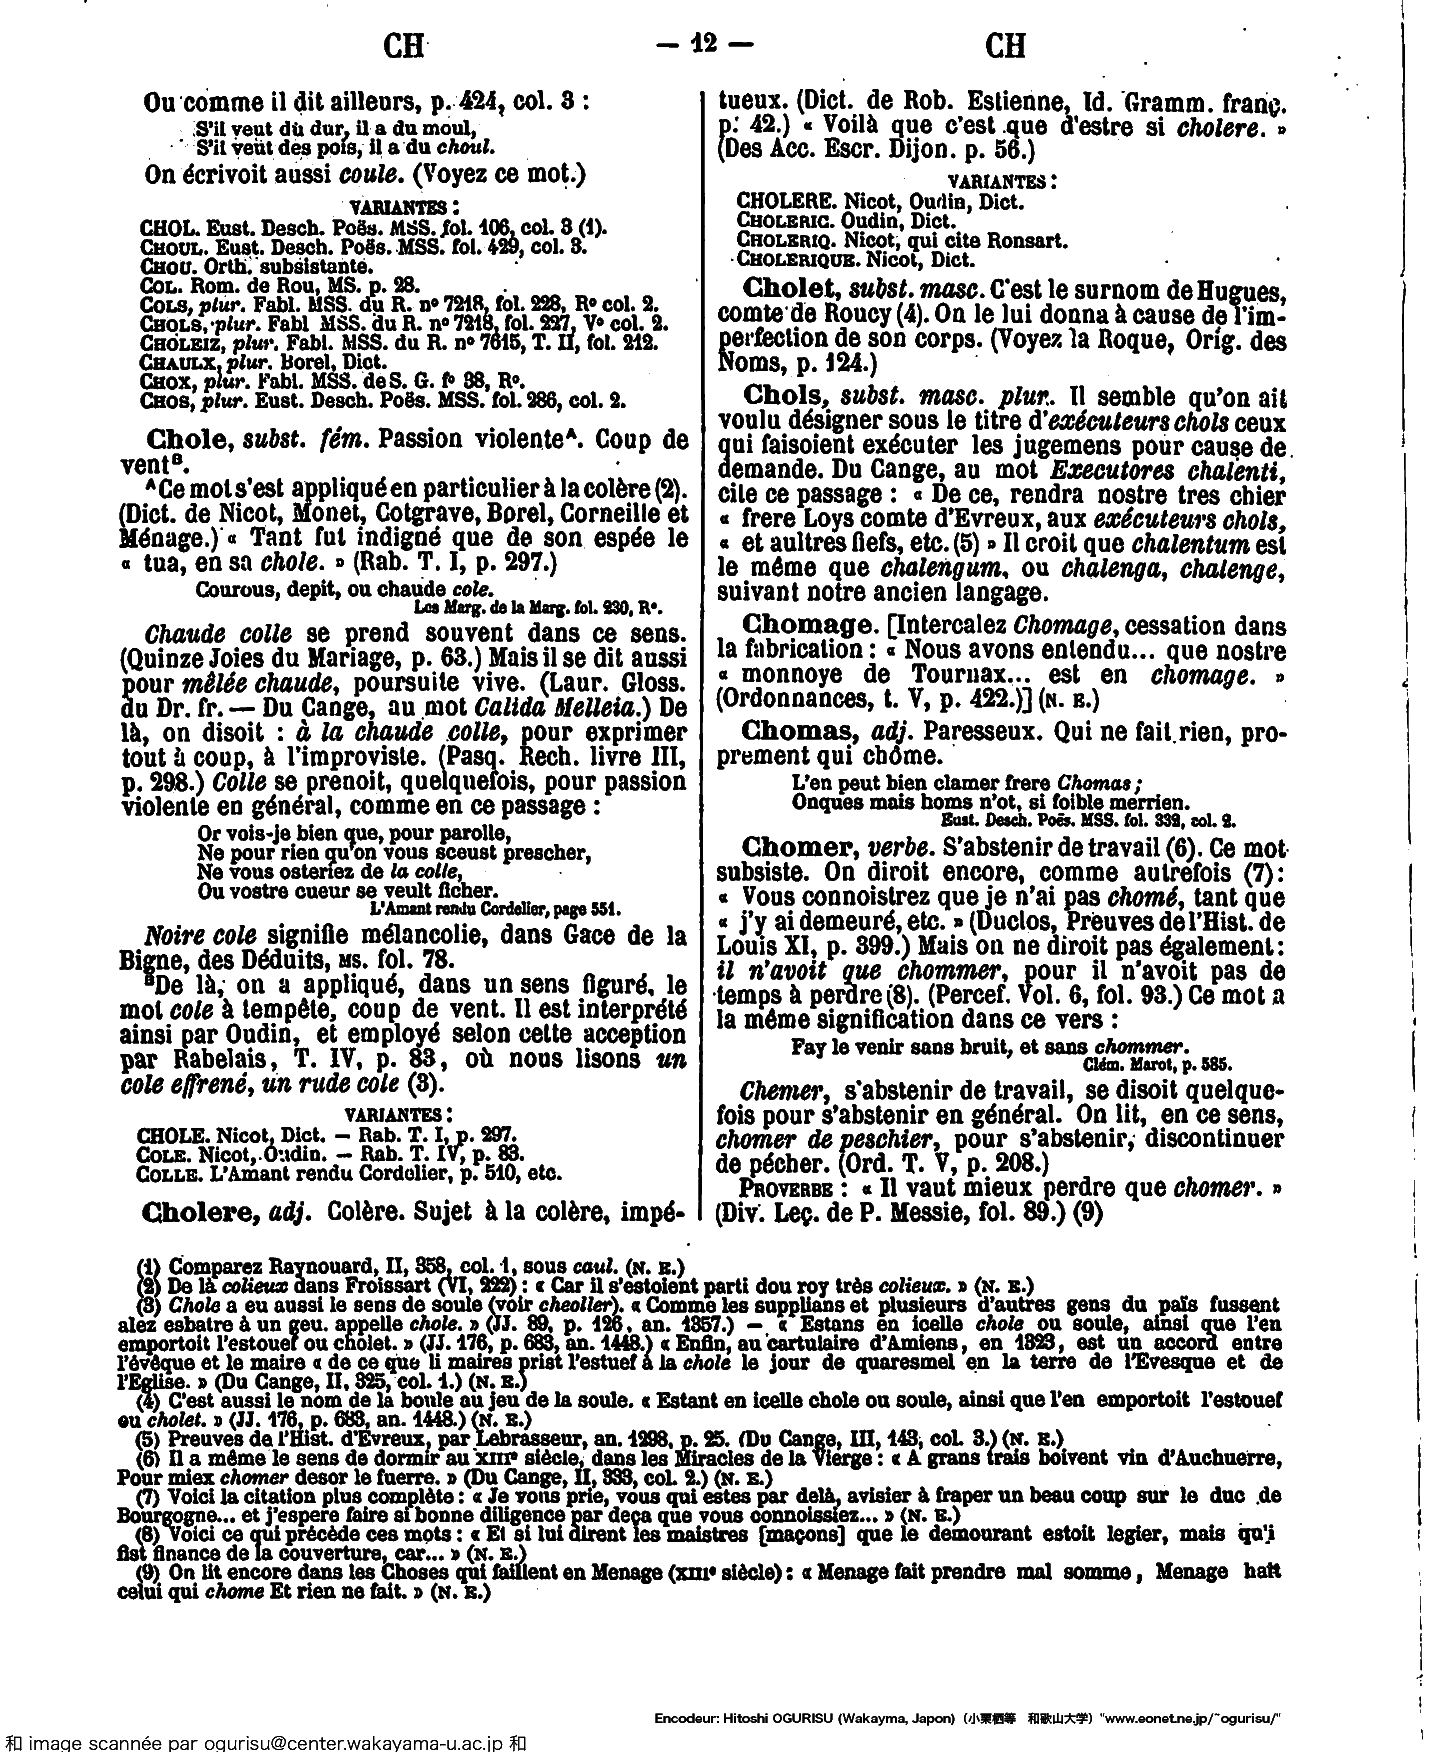 CH
— 12 —
CH
Ou comme il dit ailleurs, p. 424, col. 3 :
S'il veut du dur, il a du moul,
S'il veut des pois, il a du choul.
On écrivoit aussi coule. (Voyez ce mot.)
VARIANTES :
CHOL. Eust. Desch. Poës. MSS. fol. 106, col. 3 (1).
CHOUL. Eust. Desch. Poës. MSS. fol. 429, col. 3.
CHOU. Orth. subsistante.
COL. Rom. de Rou, MS. p. 28.
COLS, plur. Fabl. MSS. du R. nº 7218, fol. 228, Rº col. 2.
CHOLS, plur. Fabl MSS. du R. nº 7218, fol. 227, Vº col. 2.
CHOLEIZ, plur. Fabl. MSS. du R. nº 7615, T. II, fol. 212.
CHAULX, plur. Borel, Dict.
CHOX, plur. Fabl. MSS. de S. G. fº 38, Rº.
CHOS, plur. Eust. Desch. Poës. MSS. fol. 286, col. 2.
Chole, subst. fém. Passion violenteᴬ. Coup de
ventᴮ.
ᴬCe mot s'est appliqué en particulier à la colère (2).
(Dict. de Nicot, Monet, Cotgrave, Borel, Corneille et
Ménage.) « Tant fut indigné que de son espée le
« tua, en sa chole. » (Rab. T. I, p. 297.)
Courous, depit, ou chaude cole.
Les Marg. de la Marg. fol. 230, Rº.
Chaude colle se prend souvent dans ce sens.
(Quinze Joies du Mariage, p. 63.) Mais il se dit aussi
pour mêlée chaude, poursuite vive. (Laur. Gloss.
du Dr. fr. — Du Cange, au mot Calida Melleia.) De
là, on disoit : à la chaude colle, pour exprimer
tout à coup, à l'improviste. (Pasq. Rech. livre III,
p. 298.) Colle se prenoit, quelquefois, pour passion
violente en général, comme en ce passage :
Or vois-je bien que, pour parolle,
Ne pour rien qu'on vous sceust prescher,
Ne vous osteriez de la colle,
Ou vostre cueur se veult ficher.
L'Amant rendu Cordelier, page 551.
Noire cole signifie mélancolie, dans Gace de la
Bigne, des Déduits, MS. fol. 78.
ᴮDe là, on a appliqué, dans un sens figuré, le
mot cole à tempête, coup de vent. Il est interprété
ainsi par Oudin, et employé selon cette acception
par Rabelais, T. IV, p. 83, où nous lisons un
cole effrené, un rude cole (3).
VARIANTES :
CHOLE. Nicot, Dict. — Rab. T. I, p. 297.
COLE. Nicot, Oudin. — Rab. T. IV, p. 83.
COLLE. L'Amant rendu Cordelier, p. 510, etc.
Cholere, adj. Colère. Sujet à la colère, impé-
tueux. (Dict. de Rob. Estienne, Id. Gramm. franç.
p. 42.) « Voilà que c'est que d'estre si cholere. »
(Des Acc. Escr. Dijon. p. 56.)
VARIANTES :
CHOLERE. Nicot, Oudin, Dict.
CHOLERIC. Oudin, Dict.
CHOLERIQ. Nicot, qui cite Ronsart.
CHOLERIQUE. Nicot, Dict.
Cholet, subst. masc. C'est le surnom de Hugues,
comte de Roucy (4). On le lui donna à cause de l'im-
perfection de son corps. (Voyez la Roque, Orig. des
Noms, p. 124.)
Chols, subst. masc. plur. Il semble qu'on ait
voulu désigner sous le titre d'exécuteurs chols ceux
qui faisoient exécuter les jugemens pour cause de
demande. Du Cange, au mot Executores chalenti,
cite ce passage : « De ce, rendra nostre tres chier
« frere Loys comte d'Evreux, aux exécuteurs chols,
« et aultres fiefs, etc. (5) » Il croit que chalentum est
le même que chalengum, ou chalenga, chalenge,
suivant notre ancien langage.
Chomage. [Intercalez Chomage, cessation dans
la fabrication : « Nous avons entendu... que nostre
« monnoye de Tournax... est en chomage. »
(Ordonnances, t. V, p. 422.)] (N. E.)
Chomas, adj. Paresseux. Qui ne fait rien, pro-
prement qui chôme.
L'en peut bien clamer frere Chomas ;
Onques mais homs n'ot, si foible merrien.
Eust. Desch. Poës. MSS. fol. 332, col. 2.
Chomer, verbe. S'abstenir de travail (6). Ce mot
subsiste. On diroit encore, comme autrefois (7) :
« Vous connoistrez que je n'ai pas chomé, tant que
« j'y ai demeuré, etc. » (Duclos, Preuves de l'Hist. de
Louis XI, p. 399.) Mais on ne diroit pas également :
il n'avoit que chommer, pour il n'avoit pas de
temps à perdre (8). (Percef. Vol. 6, fol. 93.) Ce mot a
la même signification dans ce vers :
Fay le venir sans bruit, et sans chommer.
Clém. Marot, p. 585.
Chemer, s'abstenir de travail, se disoit quelque-
fois pour s'abstenir en général. On lit, en ce sens,
chomer de peschier, pour s'abstenir, discontinuer
de pécher. (Ord. T. V, p. 208.)
PROVERBE : « Il vaut mieux perdre que chomer. »
(Div. Leç. de P. Messie, fol. 89.) (9)
(1) Comparez Raynouard, II, 358, col. 1, sous caul. (N. E.)
(2) De là colieux dans Froissart (VI, 222) : « Car il s'estoient parti dou roy très colieux. » (N. E.)
(3) Chole a eu aussi le sens de soule (voir cheoller). « Comme les supplians et plusieurs d'autres gens du païs fussent
alez esbatre à un geu. appelle chole. » (JJ. 89, p. 126, an. 1357.) — « Estans en icelle chole ou soule, ainsi que l'en
emportoit l'estouef ou cholet. » (JJ. 176, p. 683, an. 1448.) « Enfin, au cartulaire d'Amiens, en 1323, est un accord entre
l'évêque et le maire « de ce que li maires prist l'estuef à la chole le jour de quaresmel en la terre de l'Evesque et de
l'Eglise. » (Du Cange, II, 325, col. 1.) (N. E.)
(4) C'est aussi le nom de la boule au jeu de la soule. « Estant en icelle chole ou soule, ainsi que l'en emportoit l'estouef
ou cholet. » (JJ. 176, p. 683, an. 1448.) (N. E.)
(5) Preuves de l'Hist. d'Evreux, par Lebrasseur, an. 1298, p. 25. (Du Cange, III, 143, col. 3.) (N. E.)
(6) Il a même le sens de dormir au XIIIᵉ siècle, dans les Miracles de la Vierge : « A grans trais boivent vin d'Auchuerre,
Pour miex chomer desor le fuerre. » (Du Cange, II, 333, col. 2.) (N. E.)
(7) Voici la citation plus complète : « Je vous prie, vous qui estes par delà, avisier à fraper un beau coup sur le duc de
Bourgogne... et j'espere faire si bonne diligence par deça que vous connoissiez... » (N. E.)
(8) Voici ce qui précède ces mots : « Et si lui dirent les maistres [maçons] que le demourant estoit legier, mais qu'i
fist finance de la couverture, car... » (N. E.)
(9) On lit encore dans les Choses qui faillent en Menage (XIIIᵉ siècle) : « Menage fait prendre mal somme, Menage hait
celui qui chome Et rien ne fait. » (N. E.)
Encodeur: Hitoshi OGURISU (Wakayma, Japon) (小栗栖等 和歌山大学) "www.eonet.ne.jp/~ogurisu/"
和 image scannée par ogurisu@center.wakayama-u.ac.jp 和